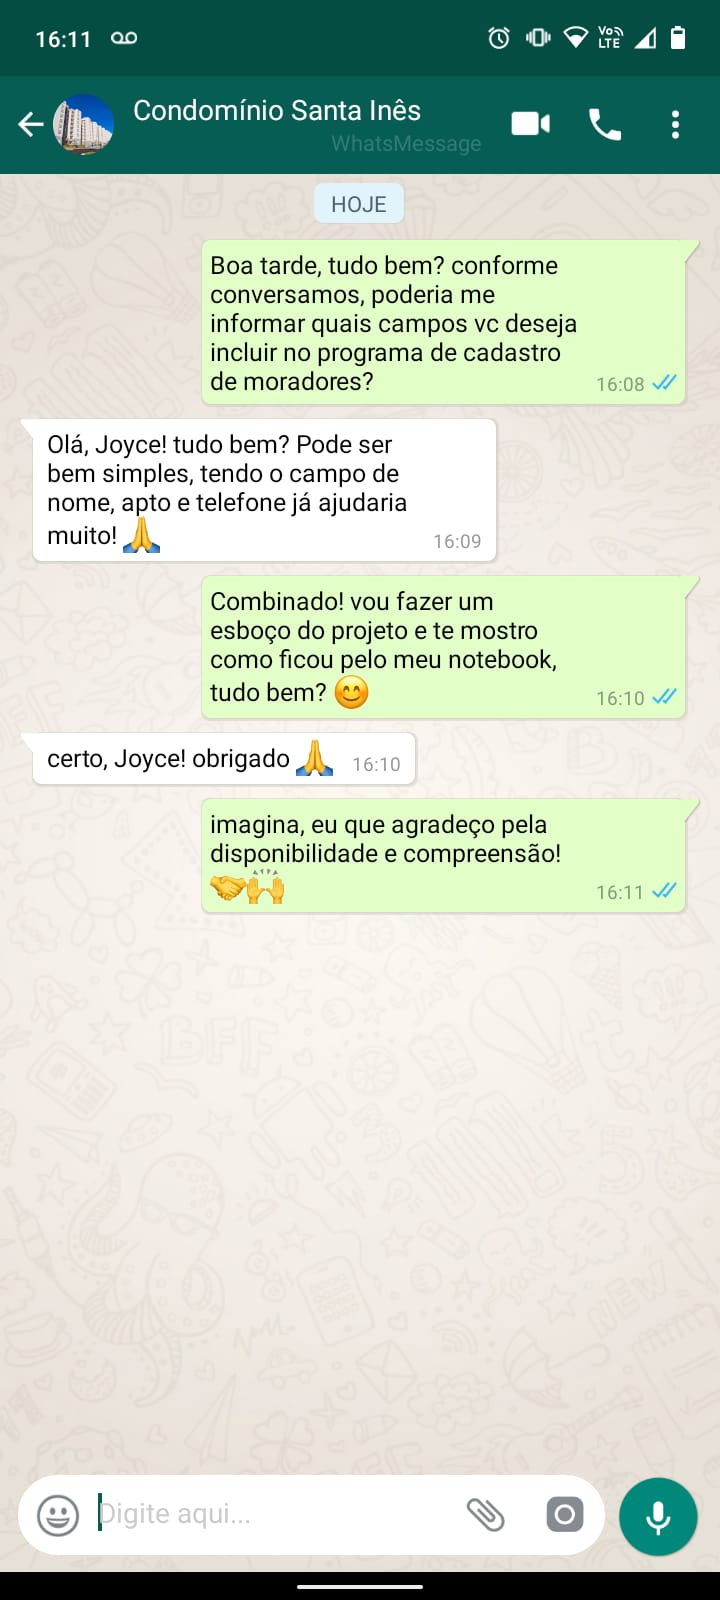 16:11
Vo)) LTE
Condomínio Santa Inês
WhatsMessage
HOJE
Boa tarde, tudo bem? conforme
conversamos, poderia me
informar quais campos vc deseja
incluir no programa de cadastro
de moradores?
16:08
Olá, Joyce! tudo bem? Pode ser
bem simples, tendo o campo de
nome, apto e telefone já ajudaria
muito! 🙏
16:09
Combinado! vou fazer um
esboço do projeto e te mostro
como ficou pelo meu notebook,
tudo bem? 😊
16:10
certo, Joyce! obrigado 🙏 16:10
imagina, eu que agradeço pela
disponibilidade e compreensão!
🤝🙌
16:11
BFF
NEW
Digite aqui...